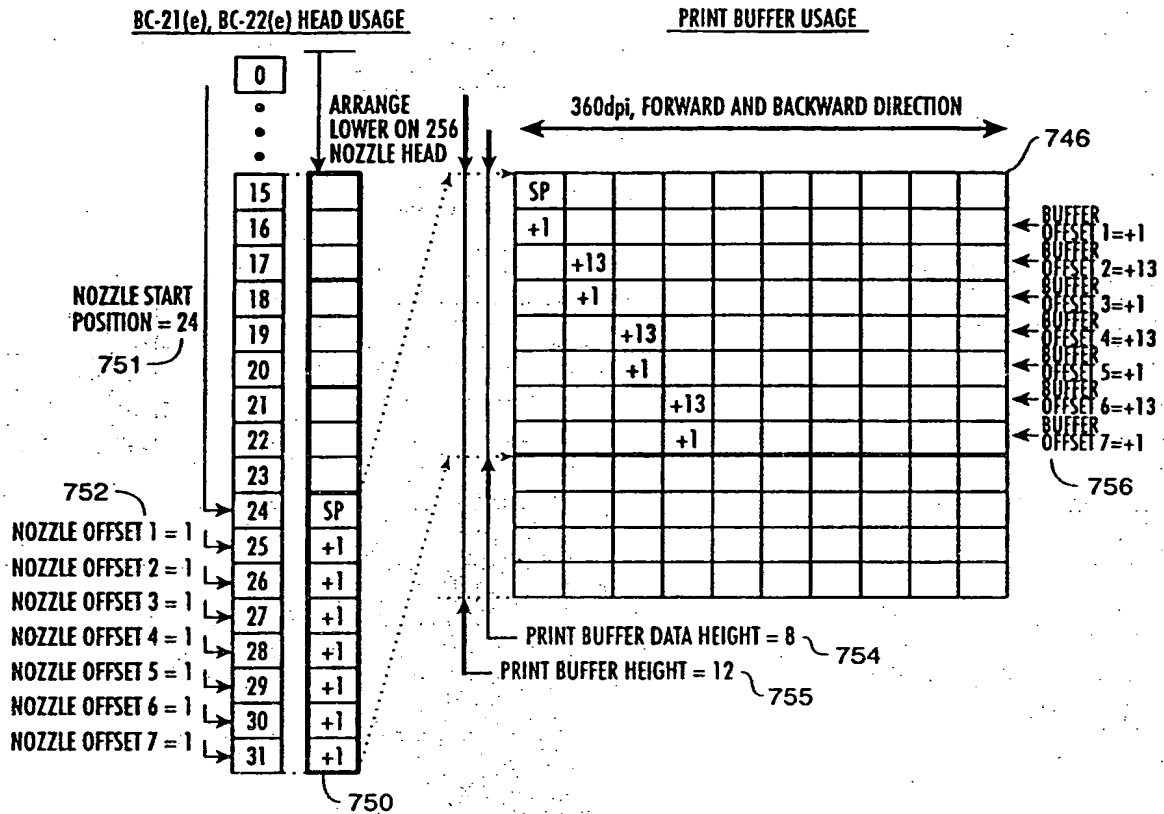 BC-21(e), BC-22(e) HEAD USAGE
PRINT BUFFER USAGE
0
ARRANGE
LOWER ON 256
NOZZLE HEAD
360dpi, FORWARD AND BACKWARD DIRECTION
746
15
16
17
18
19
20
21
22
23
24
25
26
27
28
29
30
31
NOZZLE START
POSITION = 24
751
752
NOZZLE OFFSET 1 = 1
NOZZLE OFFSET 2 = 1
NOZZLE OFFSET 3 = 1
NOZZLE OFFSET 4 = 1
NOZZLE OFFSET 5 = 1
NOZZLE OFFSET 6 = 1
NOZZLE OFFSET 7 = 1
SP
+1
+1
+1
+1
+1
+1
+1
750
SP
+1
+13
+1
+13
+1
+13
+1
BUFFER
OFFSET 1=+1
BUFFER
OFFSET 2=+13
BUFFER
OFFSET 3=+1
BUFFER
OFFSET 4=+13
BUFFER
OFFSET 5=+1
BUFFER
OFFSET 6=+13
BUFFER
OFFSET 7=+1
756
PRINT BUFFER DATA HEIGHT = 8
754
PRINT BUFFER HEIGHT = 12
755